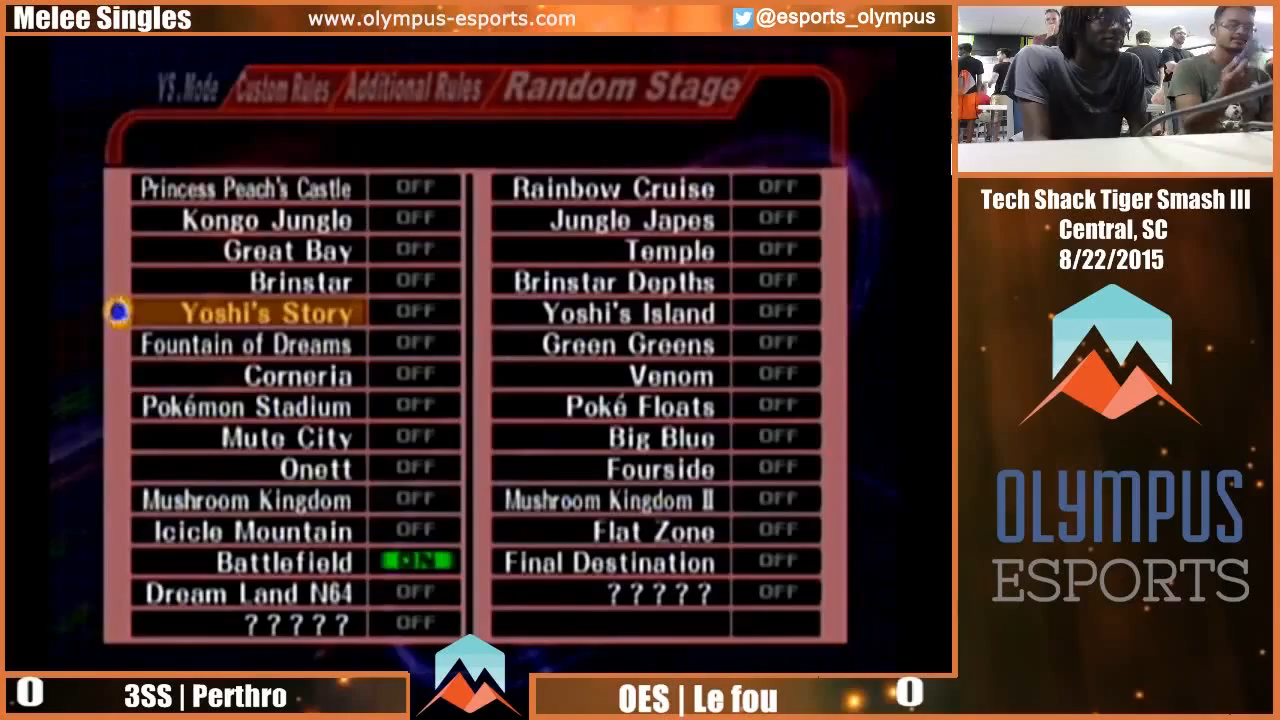 Melee Singles
www.olympus-esports.com
@esports_olympus
VS. Mode
Custom Rules
Additional Rules
Random Stage
Princess Peach's Castle OFF
Rainbow Cruise OFF
Kongo Jungle OFF
Jungle Japes OFF
Great Bay OFF
Temple OFF
Brinstar OFF
Brinstar Depths OFF
Yoshi's Story OFF
Yoshi's Island OFF
Fountain of Dreams OFF
Green Greens OFF
Corneria OFF
Venom OFF
Pokémon Stadium OFF
Poké Floats OFF
Mute City OFF
Big Blue OFF
Onett OFF
Fourside OFF
Mushroom Kingdom OFF
Mushroom Kingdom II OFF
Icicle Mountain OFF
Flat Zone OFF
Battlefield ON
Final Destination OFF
Dream Land N64 OFF
????? OFF
????? OFF
Tech Shack Tiger Smash III
Central, SC
8/22/2015
OLYMPUS
ESPORTS
0
3SS | Perthro
OES | Le fou
0